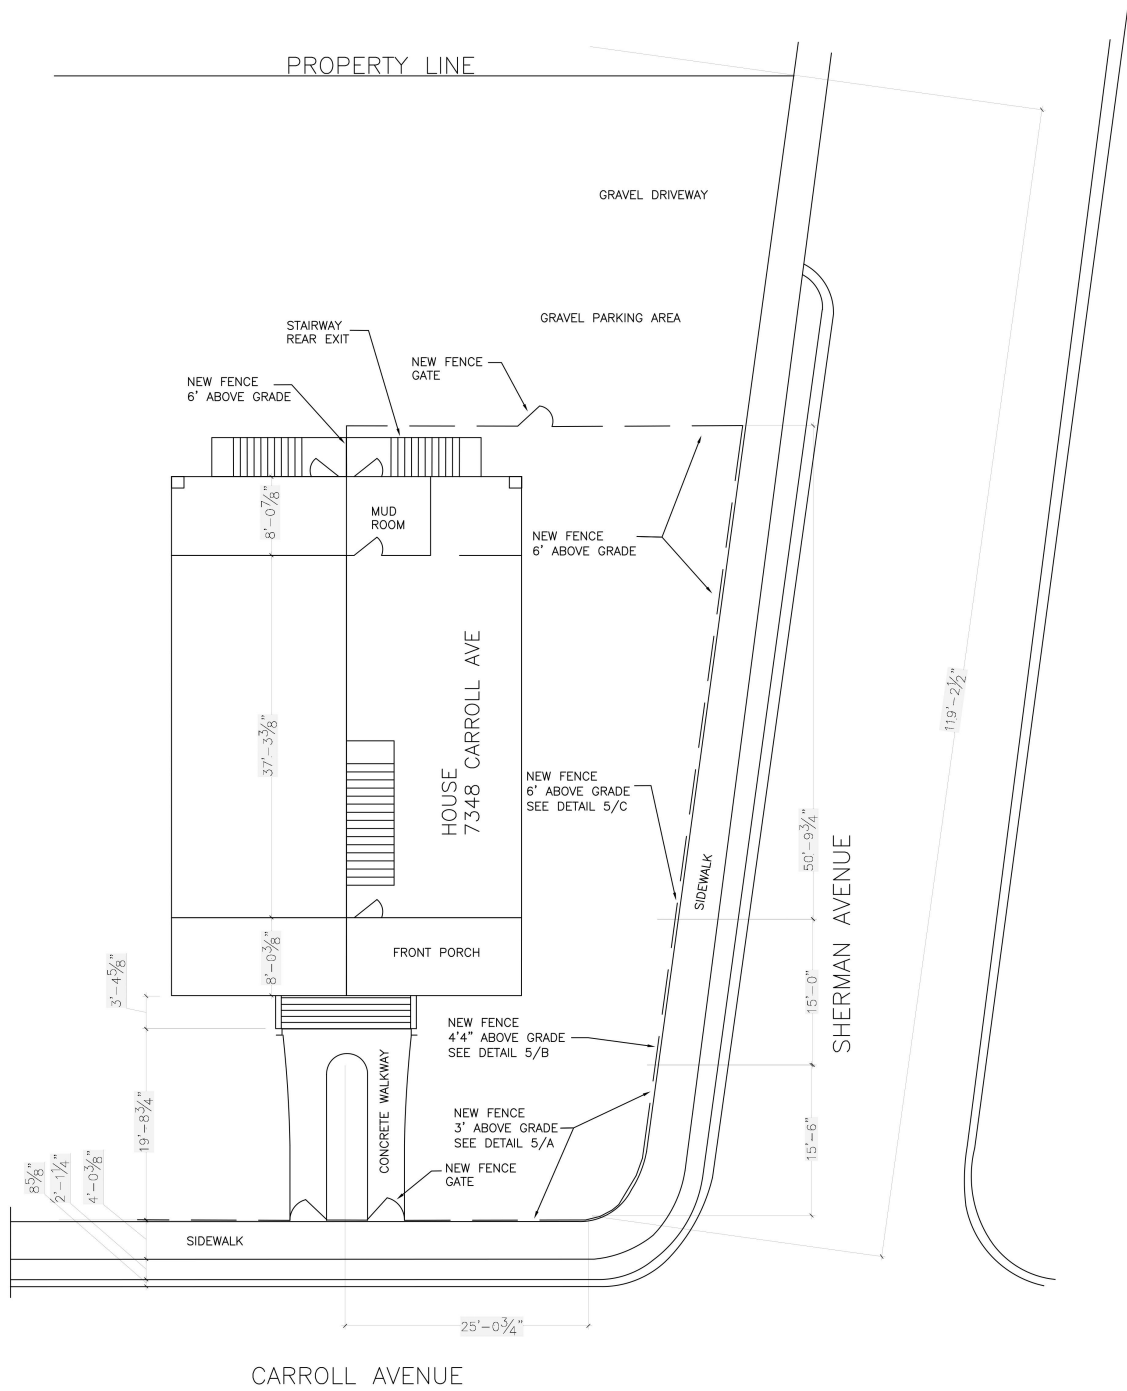 PROPERTY LINE
GRAVEL DRIVEWAY
GRAVEL PARKING AREA
STAIRWAY
REAR EXIT
NEW FENCE
GATE
NEW FENCE
6' ABOVE GRADE
8'-0⅞"
MUD
ROOM
NEW FENCE
6' ABOVE GRADE
119'-2½"
37'-3⅜"
HOUSE
7348 CARROLL AVE
NEW FENCE
6' ABOVE GRADE
SEE DETAIL 5/C
50'-9¾"
SIDEWALK
SHERMAN AVENUE
8'-0⅜"
FRONT PORCH
3'-4⅝"
15'-0"
NEW FENCE
4'4" ABOVE GRADE
SEE DETAIL 5/B
CONCRETE WALKWAY
19'-8¾"
NEW FENCE
3' ABOVE GRADE
SEE DETAIL 5/A
15'-6"
NEW FENCE
GATE
8⅝"
2'-1¼"
4'-0⅜"
SIDEWALK
25'-0¾"
CARROLL AVENUE